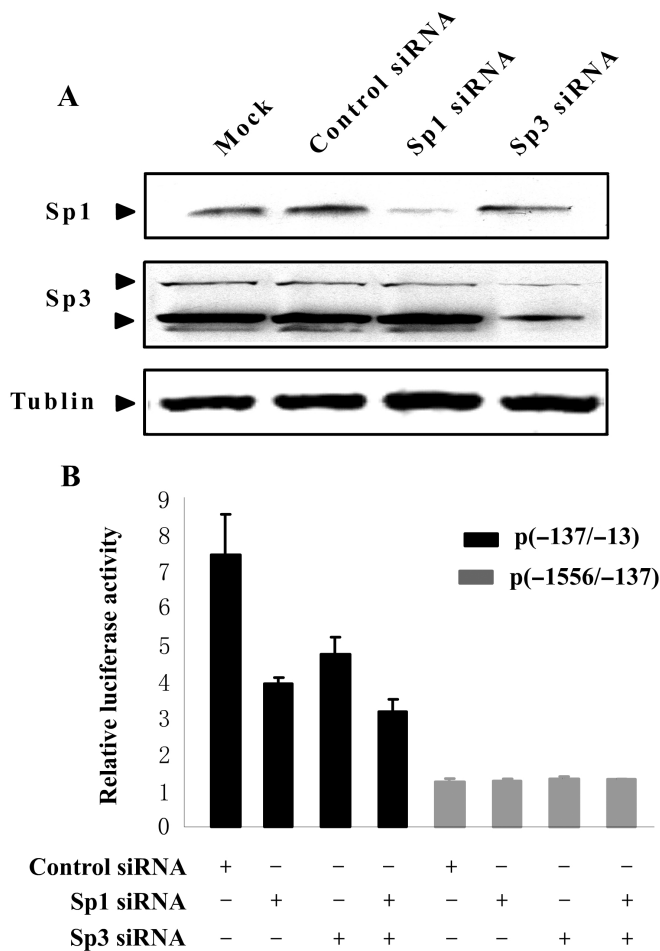 A
Mock
Control siRNA
Sp1 siRNA
Sp3 siRNA
Sp1
Sp3
Tublin
B
Relative luciferase activity
9
8
7
6
5
4
3
2
1
0
p(−137/−13)
p(−1556/−137)
Control siRNA + − − − + − − −
Sp1 siRNA − + − + − + − +
Sp3 siRNA − − + + − − + +